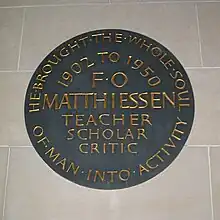 HE·BROUGHT·THE·WHOLE·SOUL
OF·MAN·INTO·ACTIVITY
1902 TO 1950
F·O
MATTHIESSEN
TEACHER
SCHOLAR
CRITIC